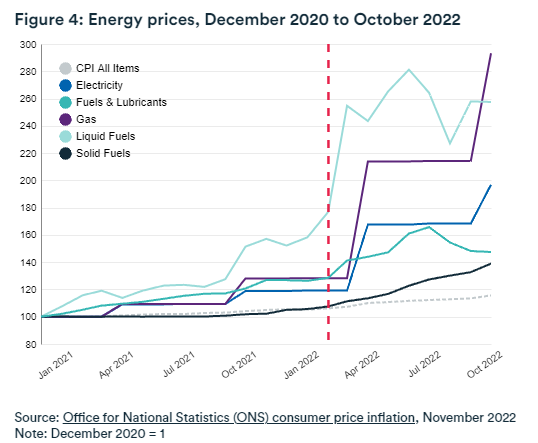 Figure 4: Energy prices, December 2020 to October 2022
300
280
260
240
220
200
180
160
140
120
100
80
CPI All Items
Electricity
Fuels & Lubricants
Gas
Liquid Fuels
Solid Fuels
Jan 2021
Apr 2021
Jul 2021
Oct 2021
Jan 2022
Apr 2022
Jul 2022
Oct 2022
Source: Office for National Statistics (ONS) consumer price inflation, November 2022
Note: December 2020 = 1